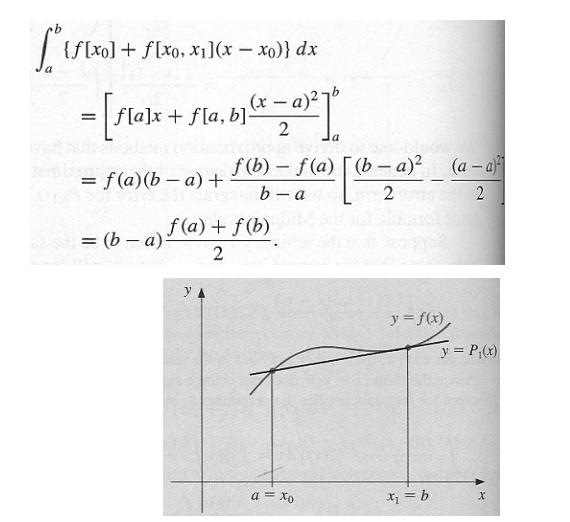 ∫_a^b {f[x₀] + f[x₀, x₁](x − x₀)} dx
= [f[a]x + f[a, b] (x − a)²/2]_a^b
= f(a)(b − a) + (f(b) − f(a))/(b − a) [(b − a)²/2 − (a − a)²/2]
= (b − a) (f(a) + f(b))/2.
y
y = f(x)
y = P₁(x)
a = x₀ x₁ = b x